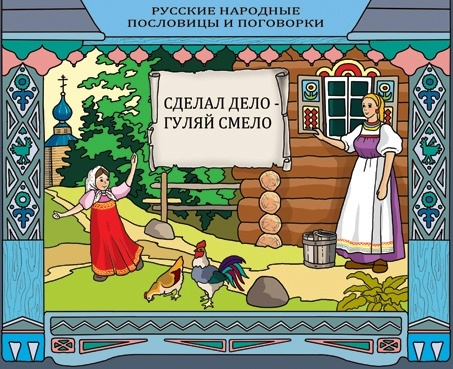 РУССКИЕ НАРОДНЫЕ
ПОСЛОВИЦЫ И ПОГОВОРКИ
СДЕЛАЛ ДЕЛО -
ГУЛЯЙ СМЕЛО